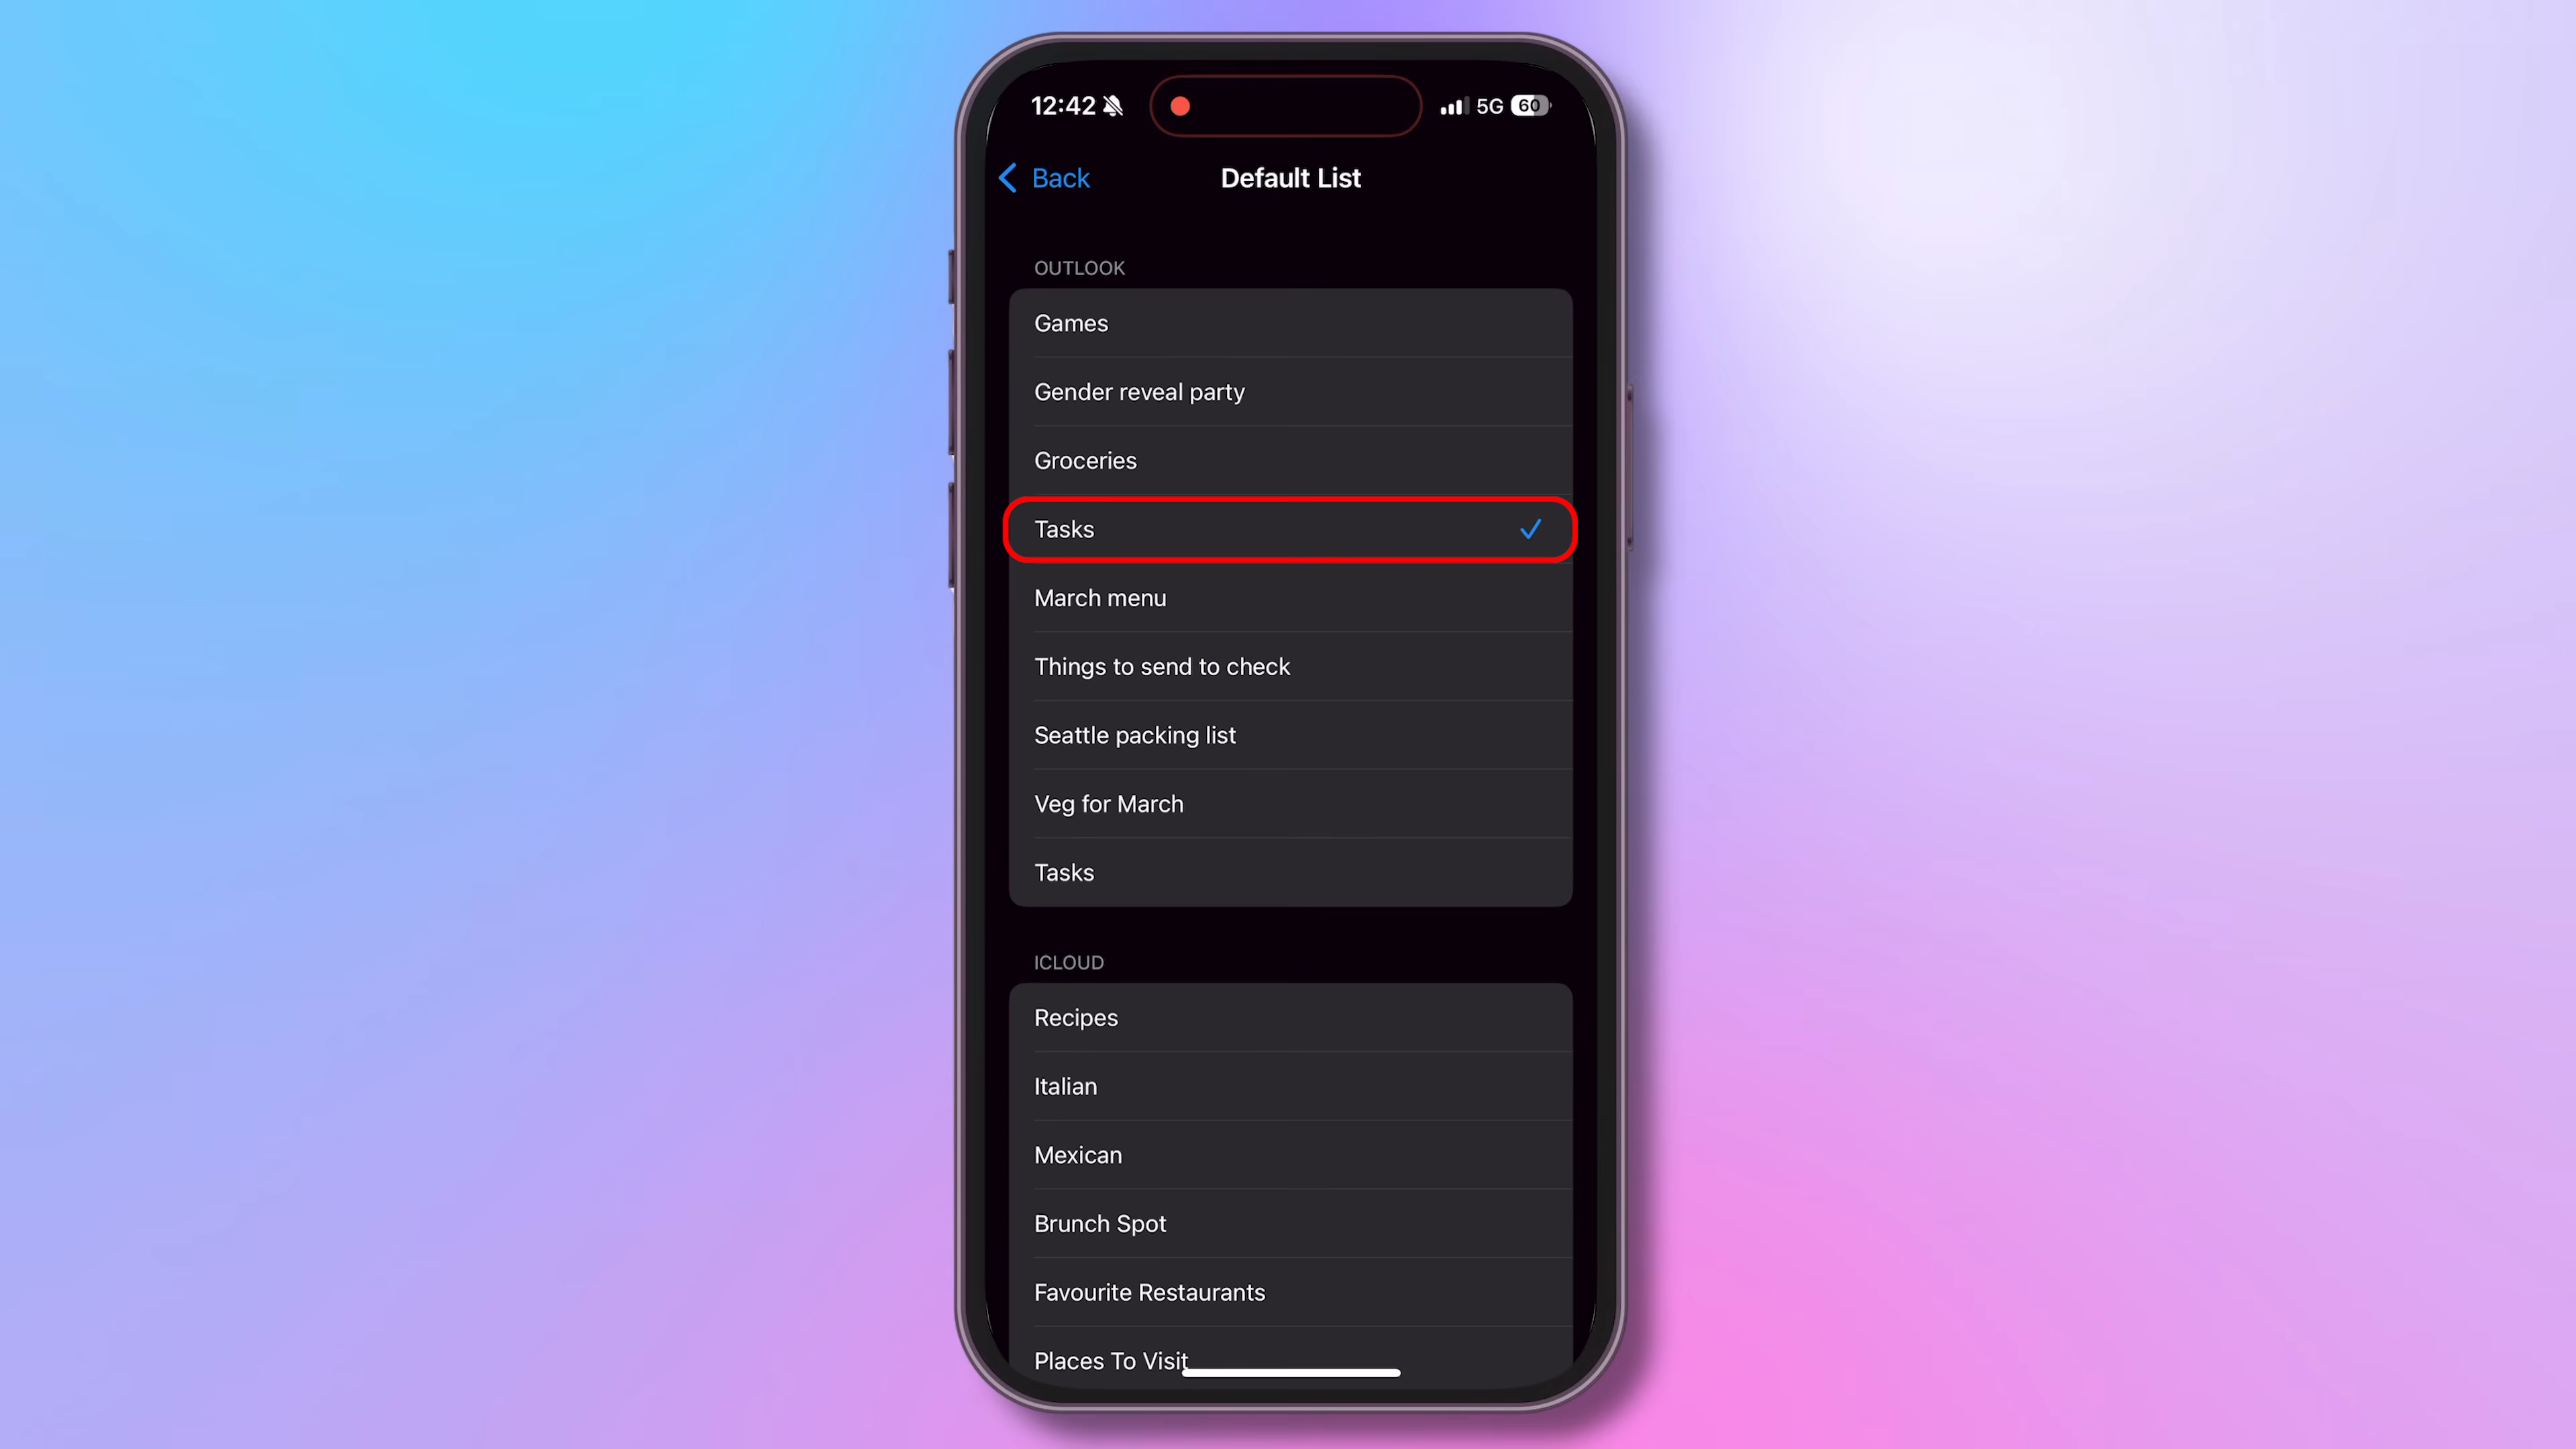 12:42
5G 60
Back
Default List
OUTLOOK
Games
Gender reveal party
Groceries
Tasks
March menu
Things to send to check
Seattle packing list
Veg for March
Tasks
ICLOUD
Recipes
Italian
Mexican
Brunch Spot
Favourite Restaurants
Places To Visit